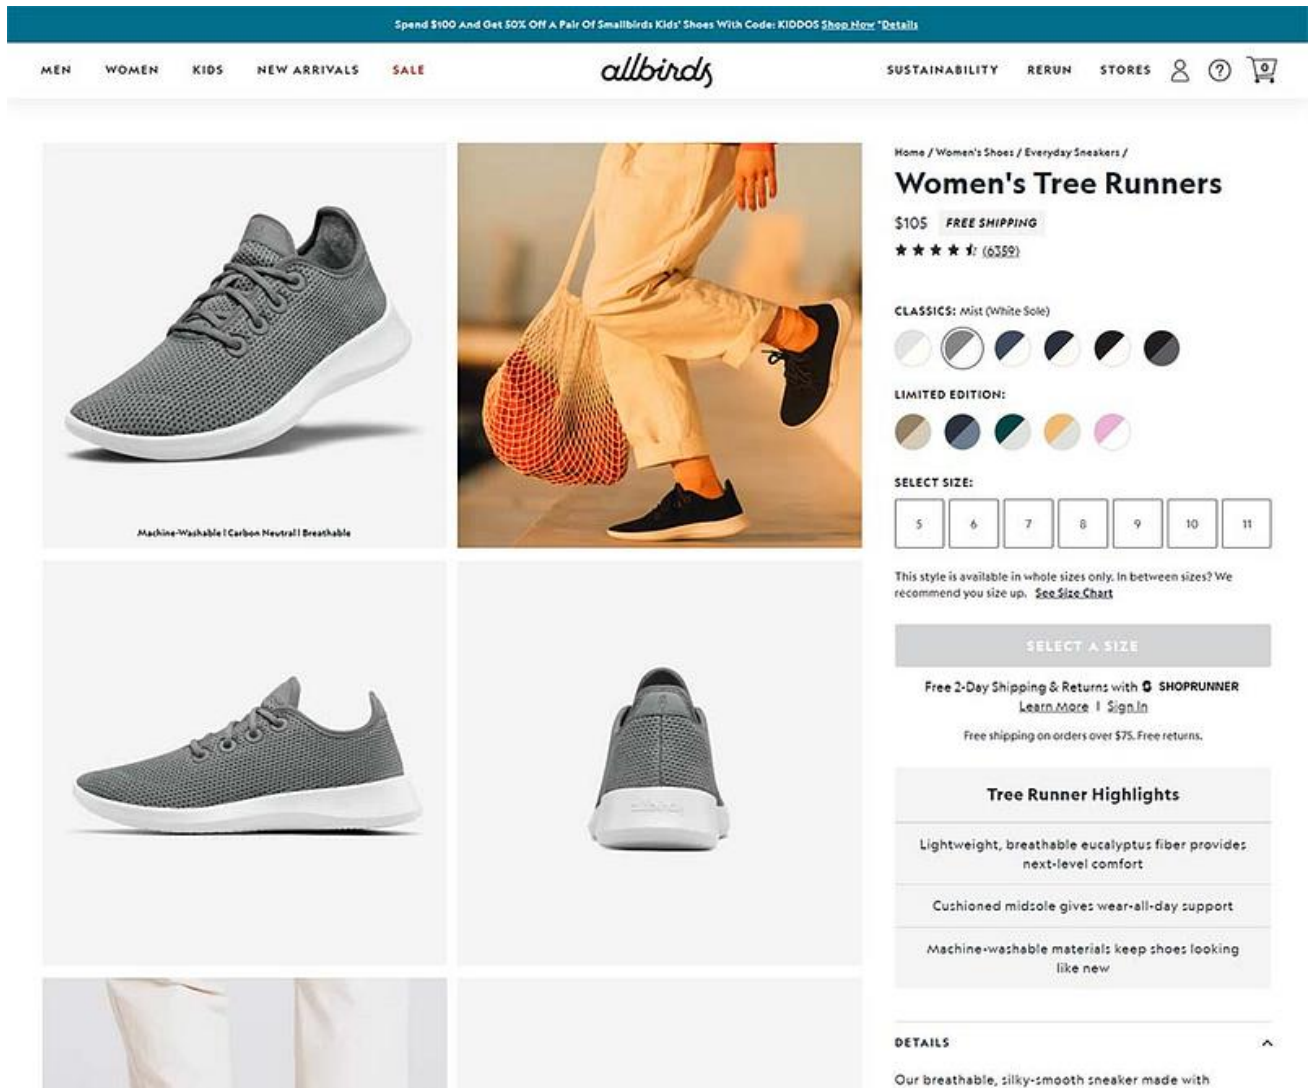 Spend $100 And Get 50% Off A Pair Of Smallbirds Kids' Shoes With Code: KIDDOS Shop Now *Details
MEN WOMEN KIDS NEW ARRIVALS SALE
allbirds
SUSTAINABILITY RERUN STORES ? 0
Home / Women's Shoes / Everyday Sneakers /
Women's Tree Runners
$105 FREE SHIPPING
(6359)
CLASSICS: Mist (White Sole)
LIMITED EDITION:
SELECT SIZE:
5 6 7 8 9 10 11
This style is available in whole sizes only. In between sizes? We
recommend you size up. See Size Chart
SELECT A SIZE
Free 2-Day Shipping & Returns with SHOPRUNNER
Learn More | Sign In
Free shipping on orders over $75. Free returns.
Tree Runner Highlights
Lightweight, breathable eucalyptus fiber provides
next-level comfort
Cushioned midsole gives wear-all-day support
Machine-washable materials keep shoes looking
like new
DETAILS
Our breathable, silky-smooth sneaker made with
Machine-Washable | Carbon Neutral | Breathable
allbirds